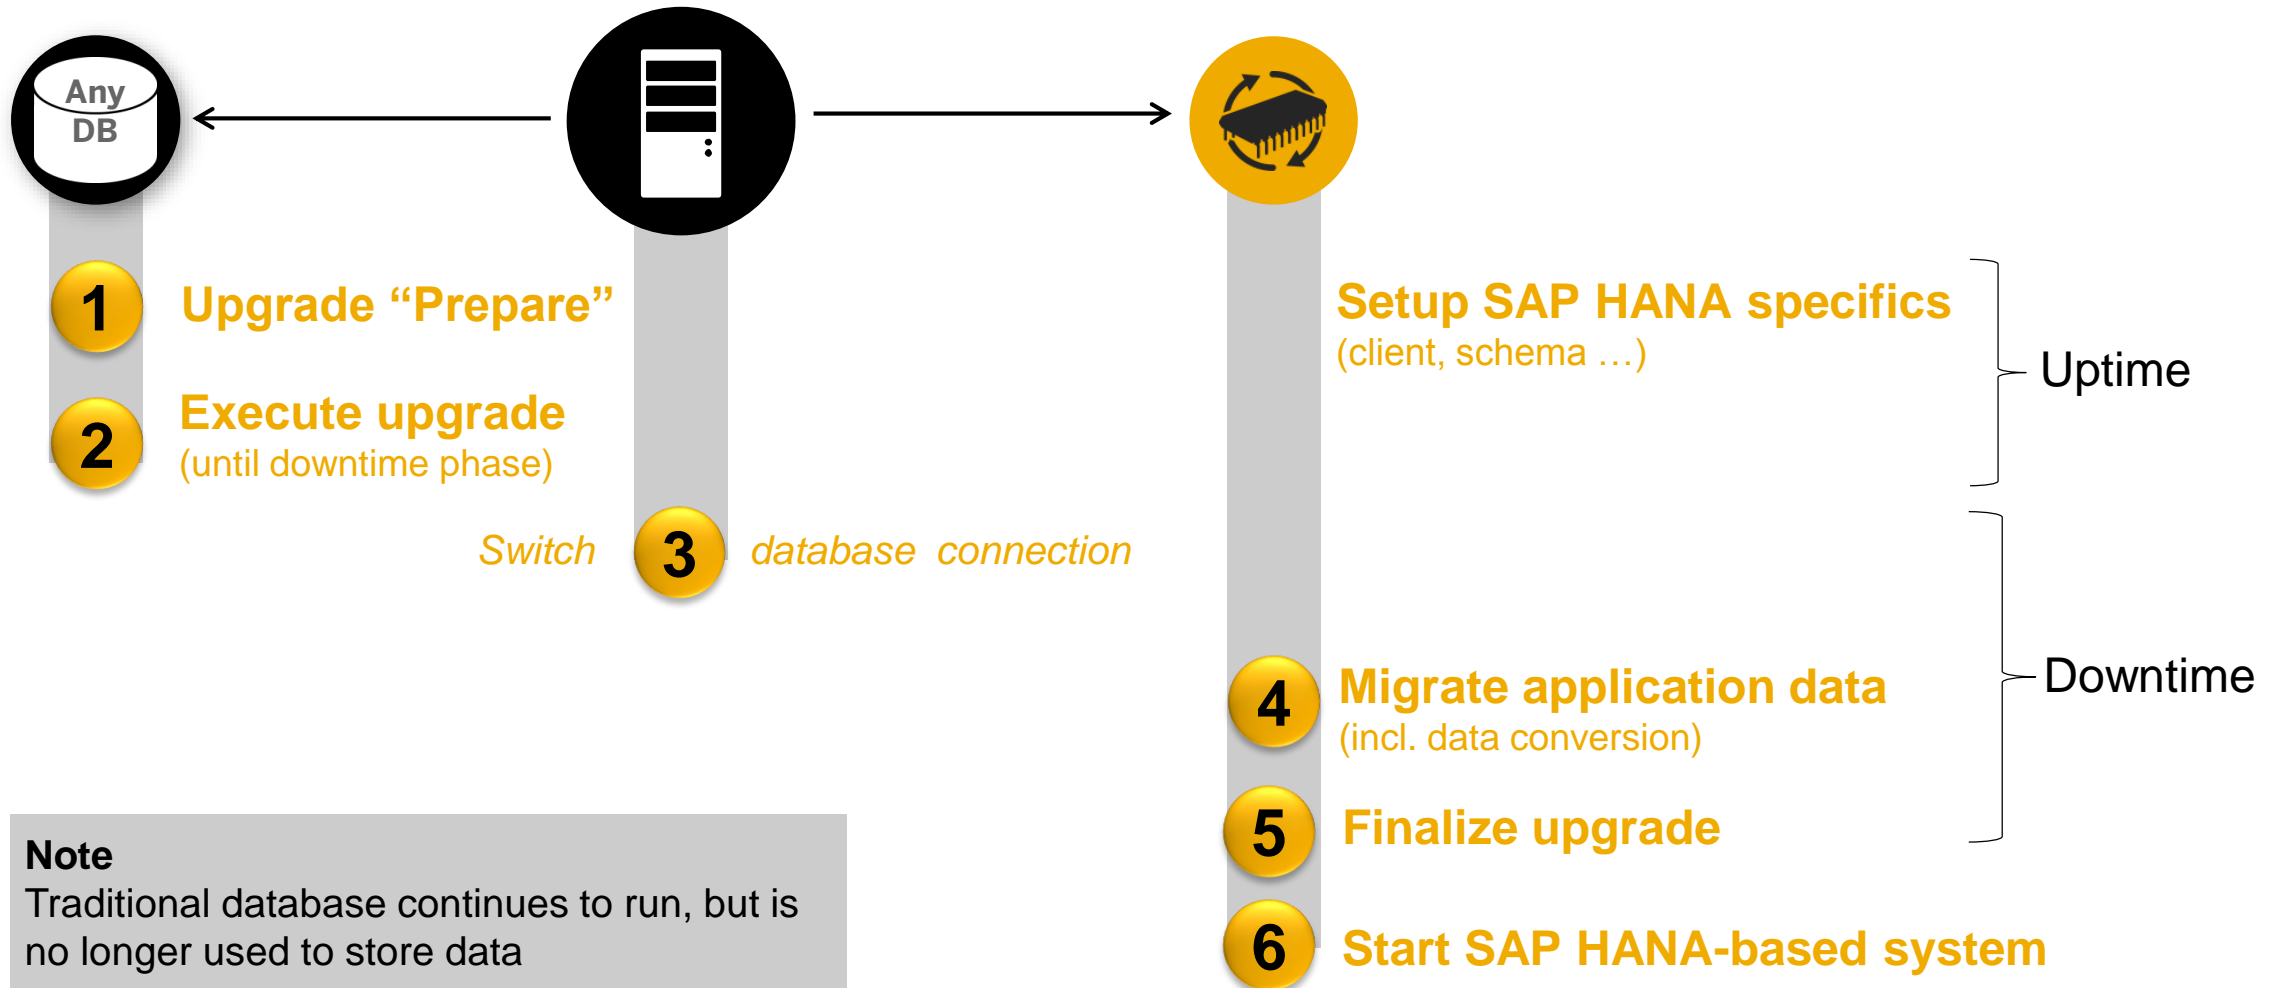 Any
DB
1
Upgrade “Prepare”
Setup SAP HANA specifics
(client, schema …)
Uptime
2
Execute upgrade
(until downtime phase)
Switch 3 database connection
4
Migrate application data
(incl. data conversion)
Downtime
5
Finalize upgrade
6
Start SAP HANA-based system
Note
Traditional database continues to run, but is
no longer used to store data